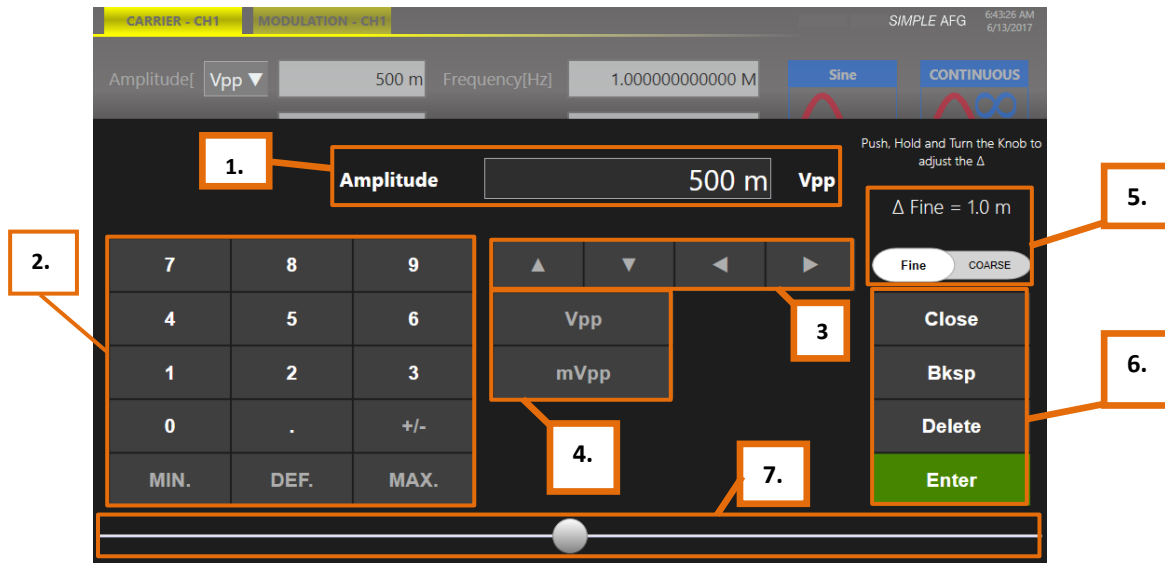 CARRIER - CH1 MODULATION - CH1 SIMPLE AFG 6:43:26 AM
6/13/2017
Amplitude[ Vpp ▼ 500 m Frequency[Hz] 1.000000000000 M Sine CONTINUOUS
Push, Hold and Turn the Knob to
adjust the Δ
1.
Amplitude 500 m Vpp
Δ Fine = 1.0 m
5.
2.
7 8 9 ▲ ▼ ◄ ► Fine COARSE
4 5 6 Vpp 3 Close
1 2 3 mVpp Bksp 6.
0 . +/- Delete
4.
MIN. DEF. MAX. 7. Enter